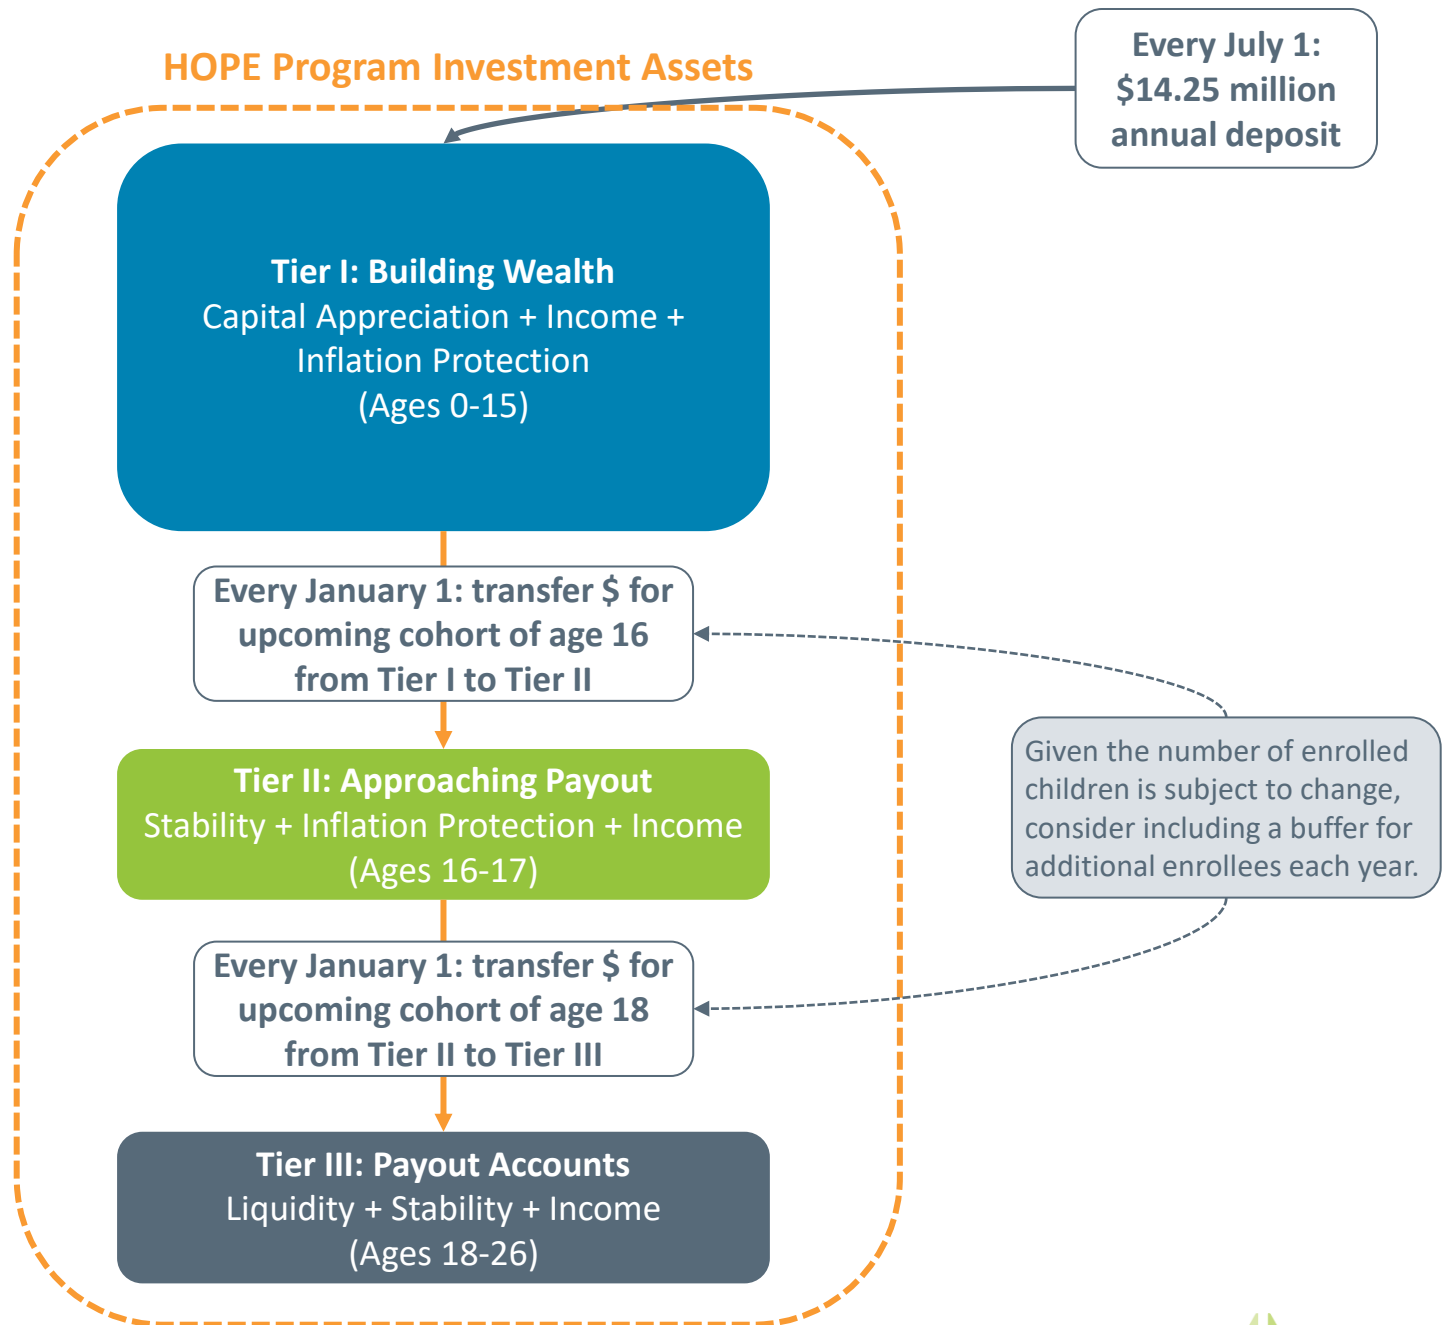 HOPE Program Investment Assets
Every July 1:
$14.25 million
annual deposit
Tier I: Building Wealth
Capital Appreciation + Income +
Inflation Protection
(Ages 0-15)
Every January 1: transfer $ for
upcoming cohort of age 16
from Tier I to Tier II
Tier II: Approaching Payout
Stability + Inflation Protection + Income
(Ages 16-17)
Given the number of enrolled
children is subject to change,
consider including a buffer for
additional enrollees each year.
Every January 1: transfer $ for
upcoming cohort of age 18
from Tier II to Tier III
Tier III: Payout Accounts
Liquidity + Stability + Income
(Ages 18-26)